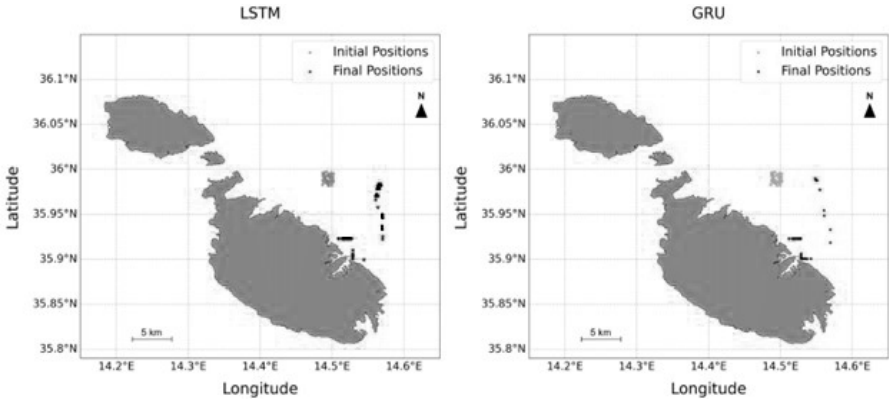 LSTM
Initial Positions
Final Positions
N
36.1°N
36.05°N
36°N
35.95°N
35.9°N
35.85°N
35.8°N
Latitude
5 km
14.2°E 14.3°E 14.4°E 14.5°E 14.6°E
Longitude
GRU
Initial Positions
Final Positions
N
36.1°N
36.05°N
36°N
35.95°N
35.9°N
35.85°N
35.8°N
Latitude
5 km
14.2°E 14.3°E 14.4°E 14.5°E 14.6°E
Longitude